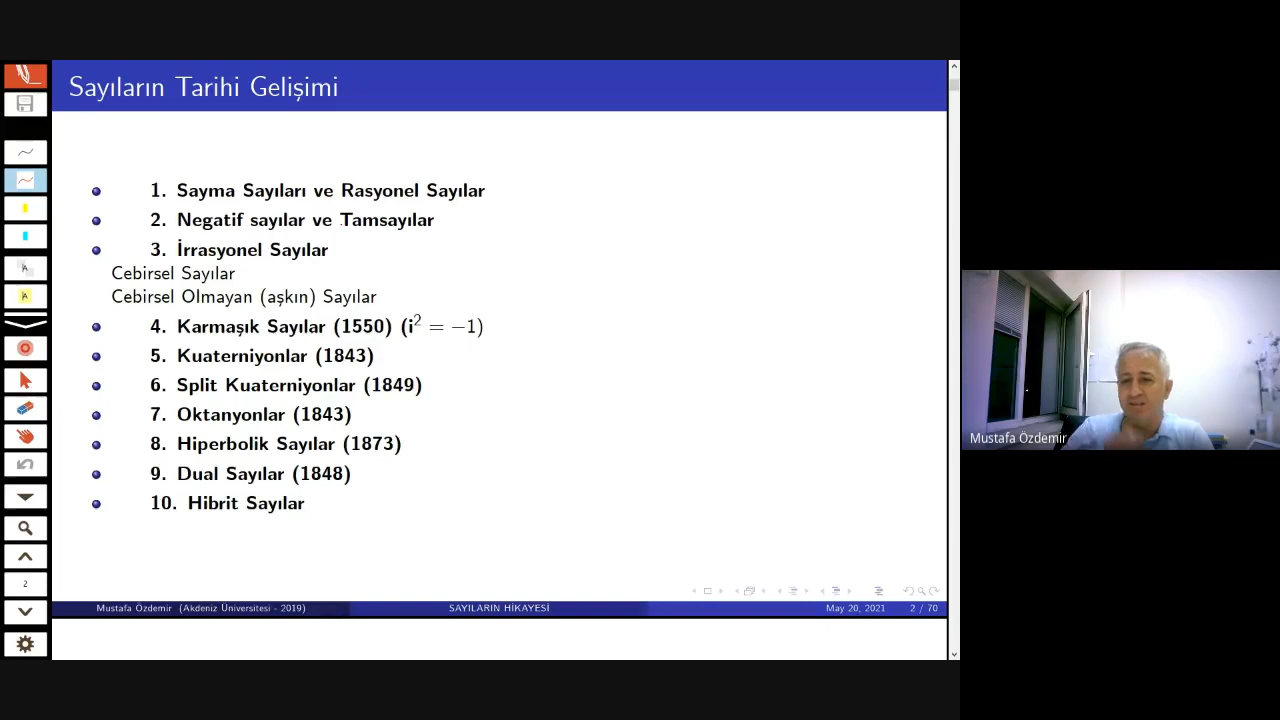 Sayıların Tarihi Gelişimi
1. Sayma Sayıları ve Rasyonel Sayılar
2. Negatif sayılar ve Tamsayılar
3. İrrasyonel Sayılar
Cebirsel Sayılar
Cebirsel Olmayan (aşkın) Sayılar
4. Karmaşık Sayılar (1550) (i² = −1)
5. Kuaterniyonlar (1843)
6. Split Kuaterniyonlar (1849)
7. Oktanyonlar (1843)
8. Hiperbolik Sayılar (1873)
9. Dual Sayılar (1848)
10. Hibrit Sayılar
Mustafa Özdemir (Akdeniz Üniversitesi - 2019) SAYILARIN HİKAYESİ May 20, 2021 2 / 70
A
A
2
Mustafa Özdemir